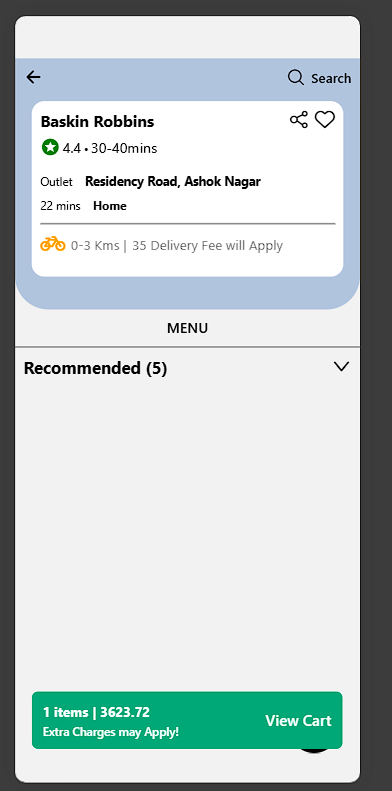 Search
Baskin Robbins
4.4 • 30-40mins
Outlet Residency Road, Ashok Nagar
22 mins Home
0-3 Kms | 35 Delivery Fee will Apply
MENU
Recommended (5)
1 items | 3623.72
Extra Charges may Apply!
View Cart